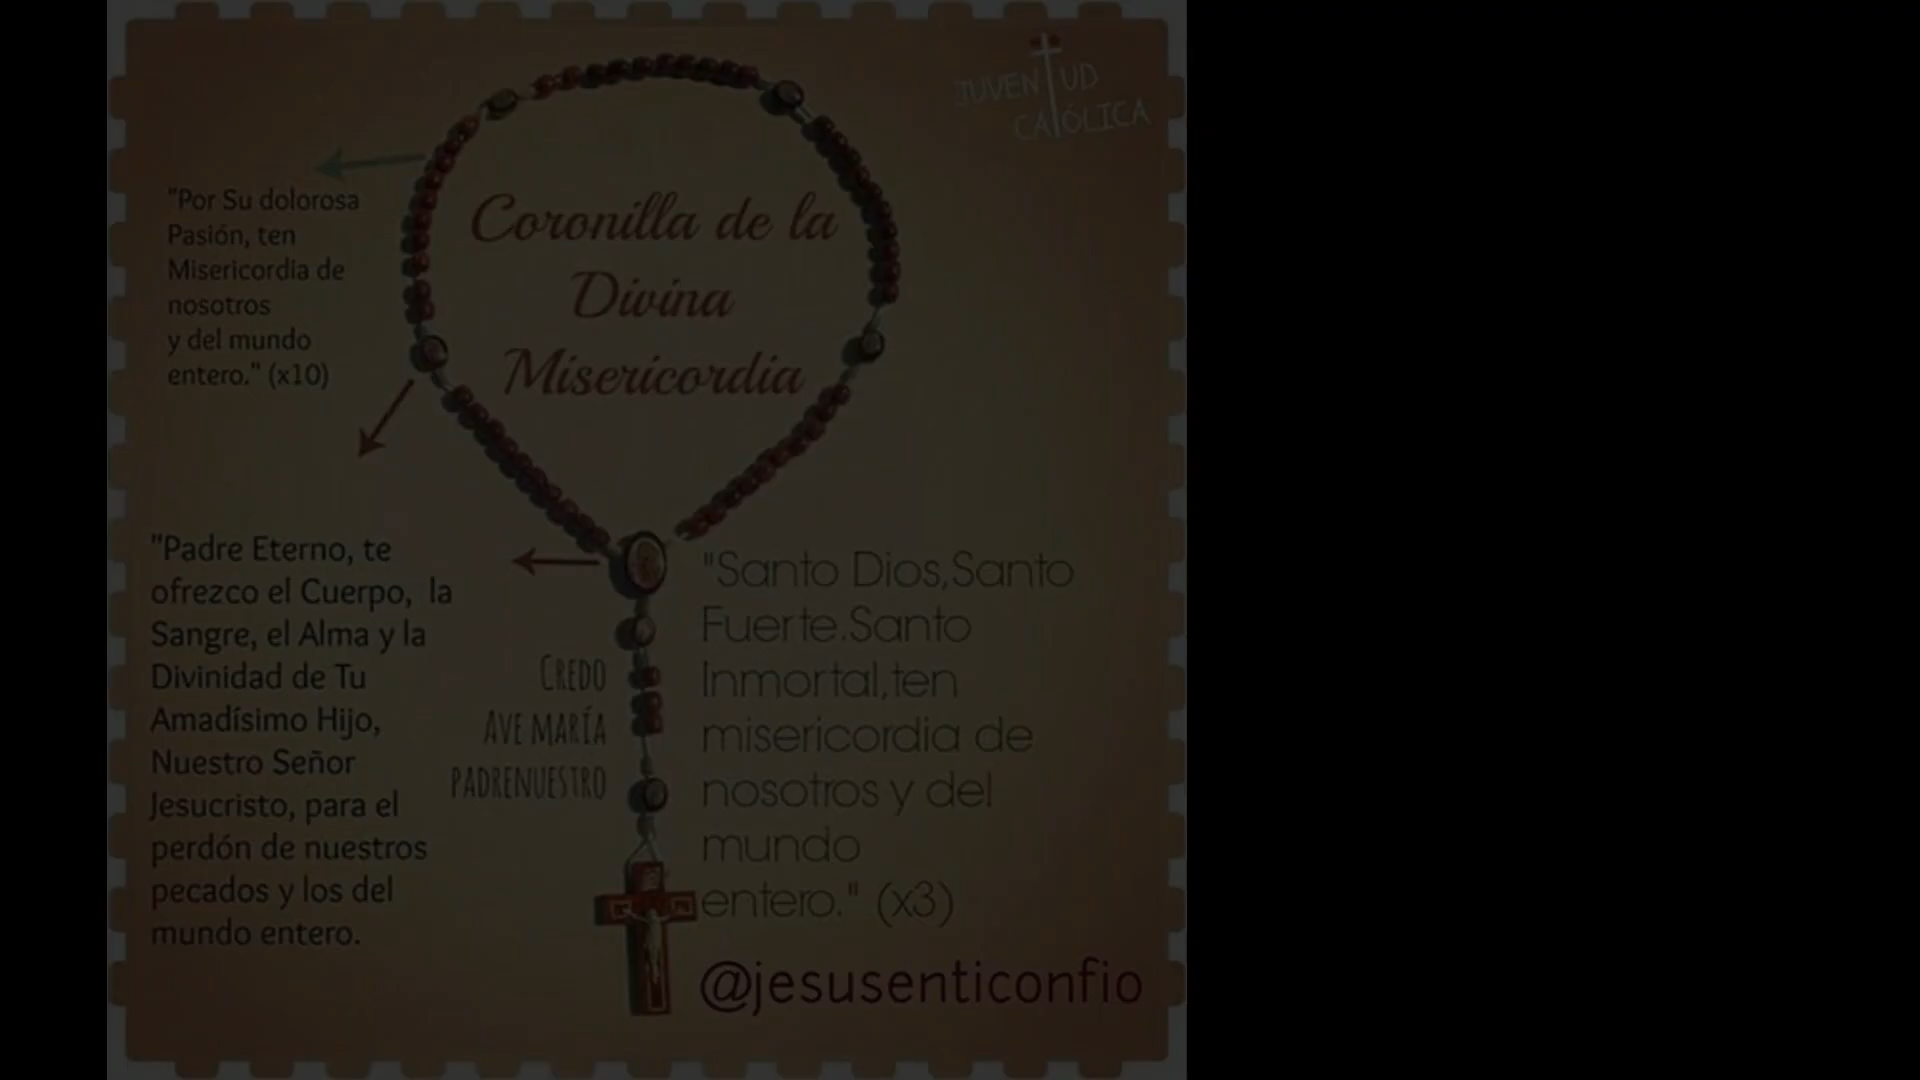 JUVENTUD
CATÓLICA
Coronilla de la
Divina
Misericordia
"Por Su dolorosa
Pasión, ten
Misericordia de
nosotros
y del mundo
entero." (x10)
"Padre Eterno, te
ofrezco el Cuerpo, la
Sangre, el Alma y la
Divinidad de Tu
Amadísimo Hijo,
Nuestro Señor
Jesucristo, para el
perdón de nuestros
pecados y los del
mundo entero.
CREDO
AVE MARÍA
PADRENUESTRO
"Santo Dios,Santo
Fuerte.Santo
Inmortal,ten
misericordia de
nosotros y del
mundo
entero." (x3)
@jesusenticonfio